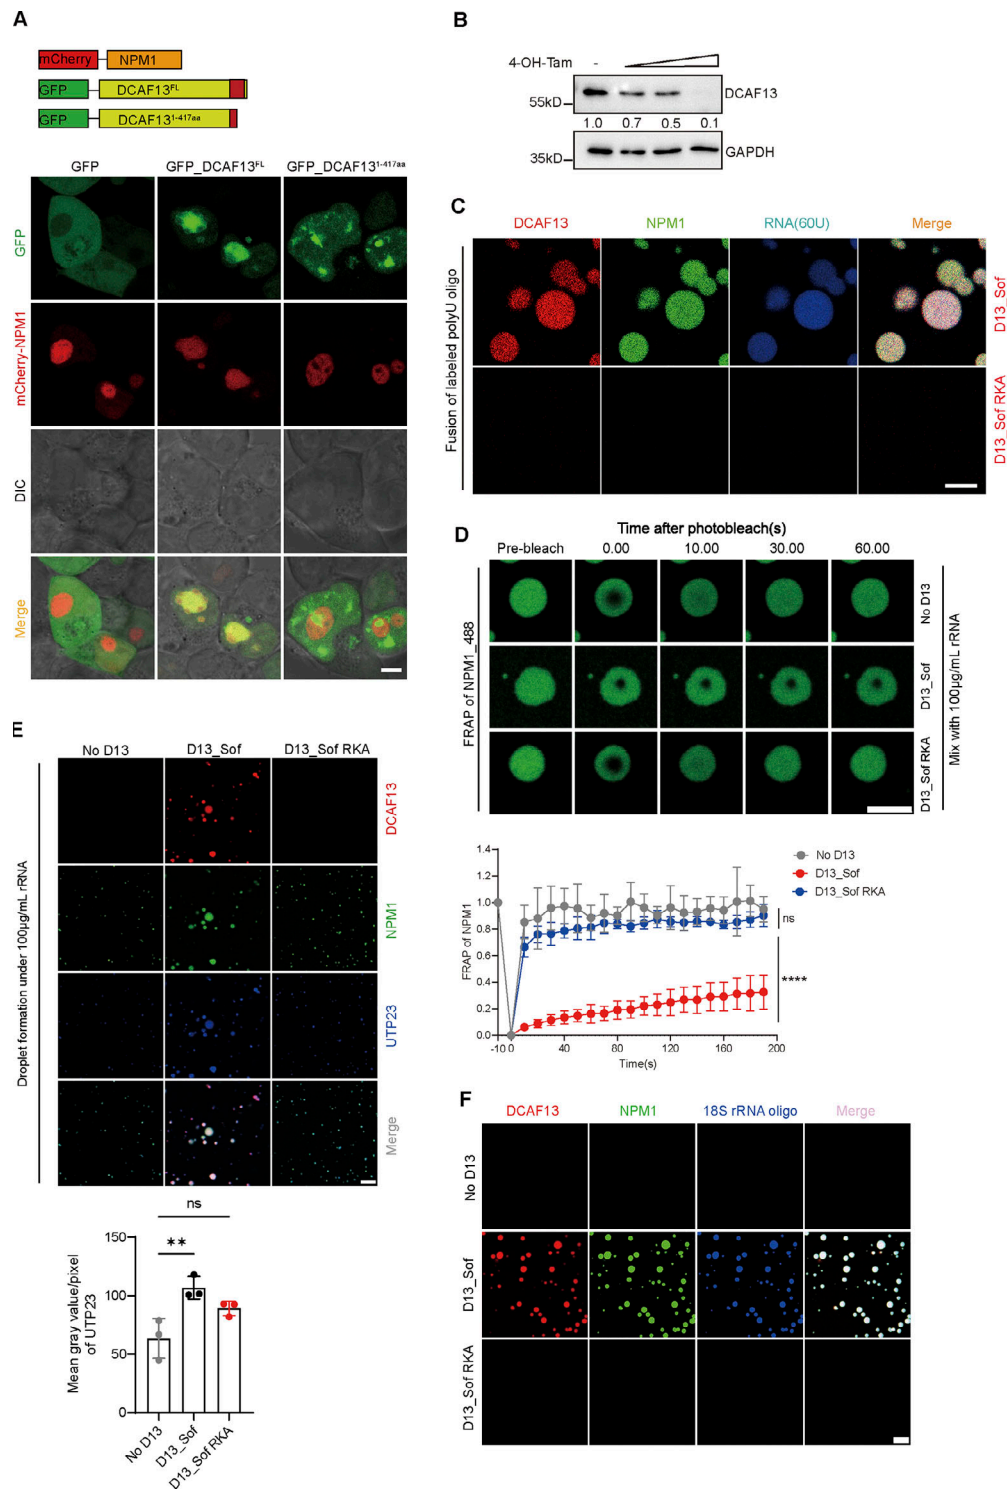 A
mCherry NPM1
GFP DCAF13FL
GFP DCAF131-417aa
GFP GFP_DCAF13FL GFP_DCAF131-417aa
GFP
mCherry-NPM1
DIC
Merge
B
4-OH-Tam -
55kD DCAF13
1.0 0.7 0.5 0.1
35kD GAPDH
C
DCAF13 NPM1 RNA(60U) Merge
Fusion of labeled polyU oligo
D13_Sof
D13_Sof RKA
D
Time after photobleach(s)
Pre-bleach 0.00 10.00 30.00 60.00
FRAP of NPM1_488
No D13
D13_Sof
D13_Sof RKA
Mix with 100µg/mL rRNA
1.4
1.2
1.0
0.8
0.6
0.4
0.2
0.0
FRAP of NPM1
-10 0 40 80 120 160 200
Time(s)
No D13
D13_Sof
D13_Sof RKA
ns
****
E
No D13 D13_Sof D13_Sof RKA
Droplet formation under 100µg/mL rRNA
DCAF13
NPM1
UTP23
Merge
ns
**
150
100
50
0
Mean gray value/pixel
of UTP23
No D13
D13_Sof
D13_Sof RKA
F
DCAF13 NPM1 18S rRNA oligo Merge
No D13
D13_Sof
D13_Sof RKA